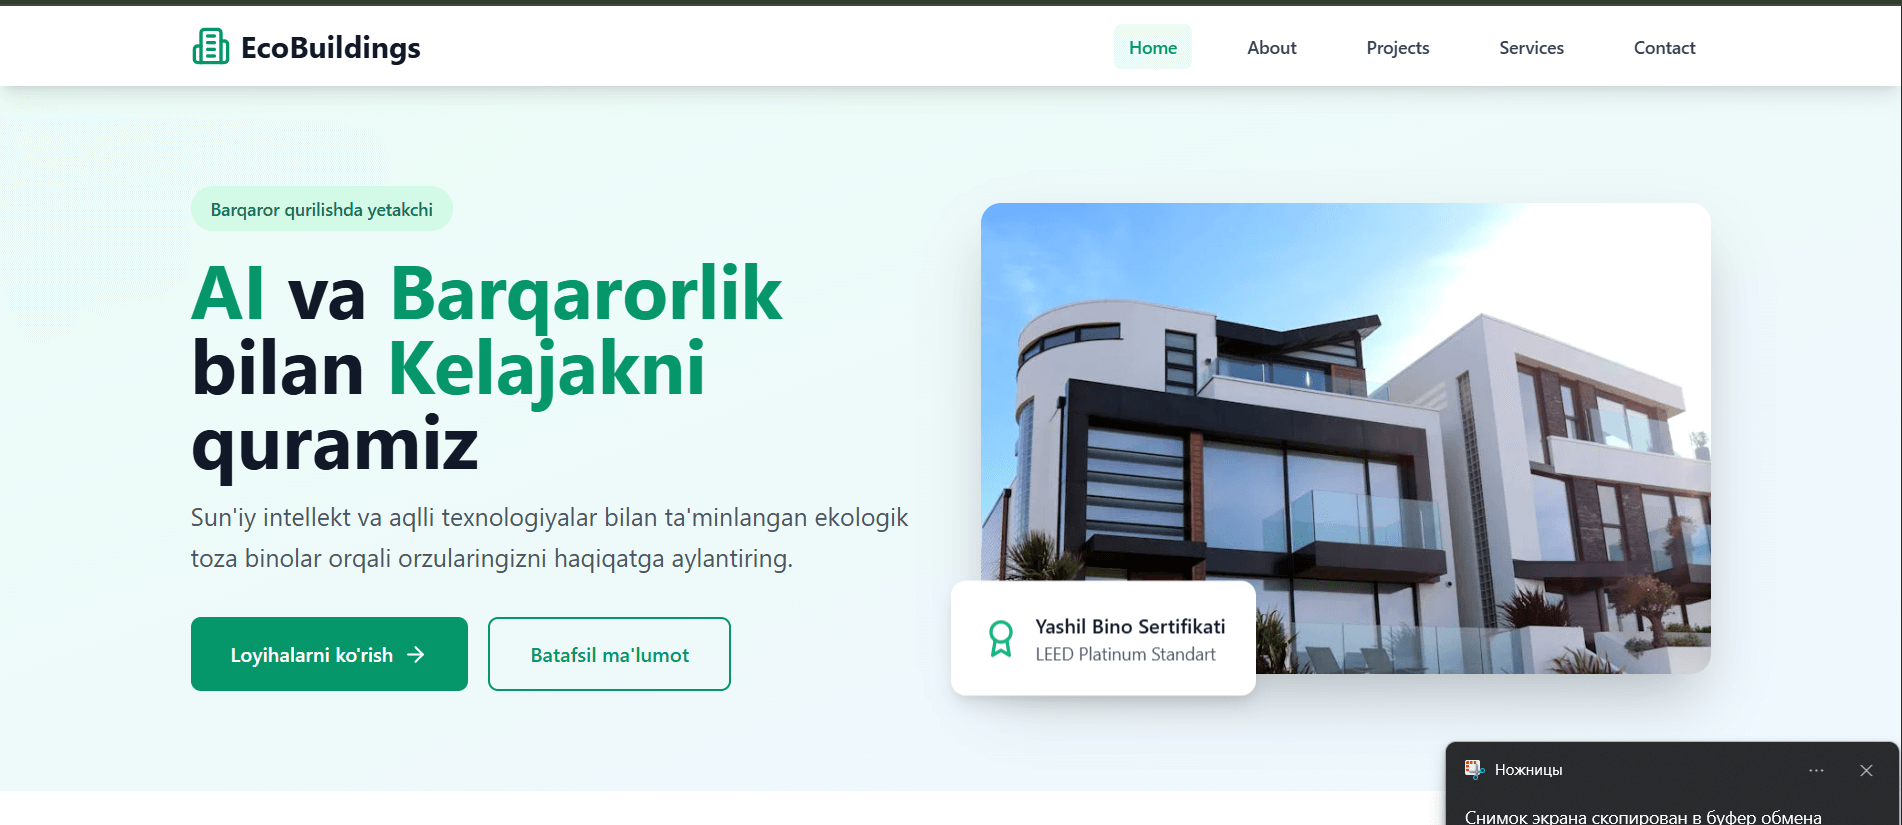 EcoBuildings
Home
About
Projects
Services
Contact
Barqaror qurilishda yetakchi
AI va Barqarorlik
bilan Kelajakni
quramiz
Sun'iy intellekt va aqlli texnologiyalar bilan ta'minlangan ekologik
toza binolar orqali orzularingizni haqiqatga aylantiring.
Loyihalarni ko'rish
Batafsil ma'lumot
Yashil Bino Sertifikati
LEED Platinum Standart
Ножницы
Снимок экрана скопирован в буфер обмена